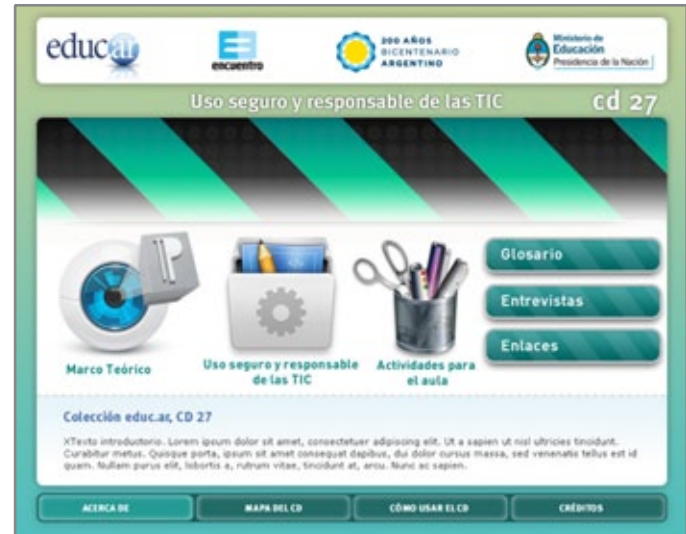 educar
encuentro
200 AÑOS
BICENTENARIO
ARGENTINO
Ministerio de
Educación
Presidencia de la Nación
Uso seguro y responsable de las TIC
cd 27
Glosario
Entrevistas
Enlaces
Marco Teórico
Uso seguro y responsable
de las TIC
Actividades para
el aula
Colección educ.ar, CD 27
XTexto introductorio. Lorem ipsum dolor sit amet, consectetuer adipiscing elit. Ut a sapien ut nisl ultricies tincidunt.
Curabitur metus. Quisque porta, ipsum sit amet consequat dapibus, dui dolor cursus massa, sed venenatis tellus est id
quam. Nullam purus elit, lobortis a, rutrum vitae, tincidunt at, arcu. Nunc ac sapien.
ACERCA DE
MAPA DEL CD
CÓMO USAR EL CD
CRÉDITOS